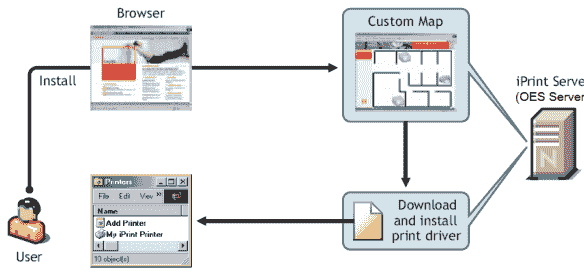 Browser
Custom Map
Install
iPrint Serve
(OES Server
Printers
File Edit View »
Name
Add Printer
My iPrint Printer
10 object(s)
Download
and install
print driver
User
N